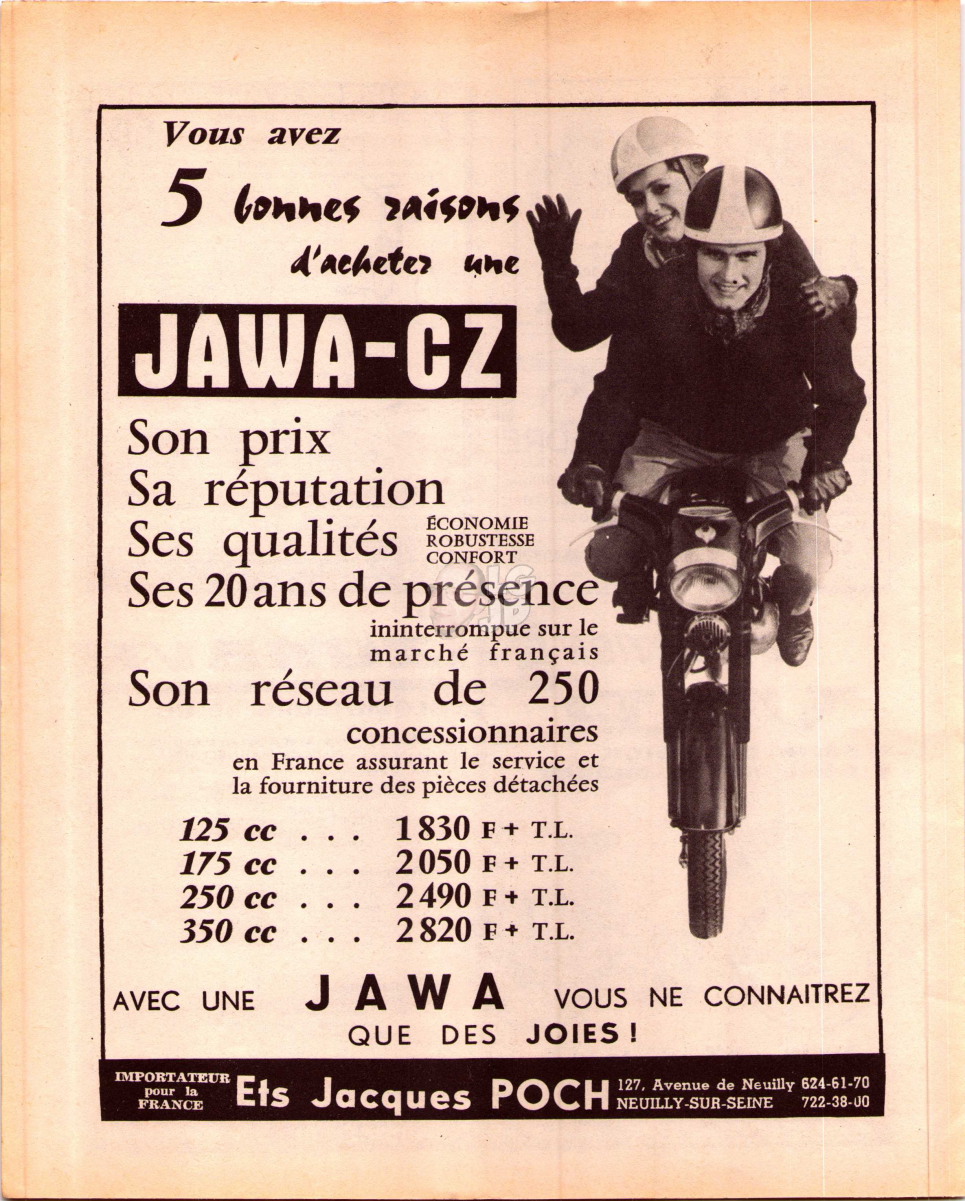 Vous avez
5 bonnes raisons
d'acheter une
JAWA-CZ
Son prix
Sa réputation
Ses qualités ÉCONOMIE
ROBUSTESSE
CONFORT
Ses 20 ans de présence
ininterrompue sur le
marché français
Son réseau de 250
concessionnaires
en France assurant le service et
la fourniture des pièces détachées
125 cc . . . 1830 F + T.L.
175 cc . . . 2050 F + T.L.
250 cc . . . 2490 F + T.L.
350 cc . . . 2820 F + T.L.
AVEC UNE JAWA VOUS NE CONNAITREZ
QUE DES JOIES !
IMPORTATEUR
pour la
FRANCE
Ets Jacques POCH
127, Avenue de Neuilly 624-61-70
NEUILLY-SUR-SEINE 722-38-00